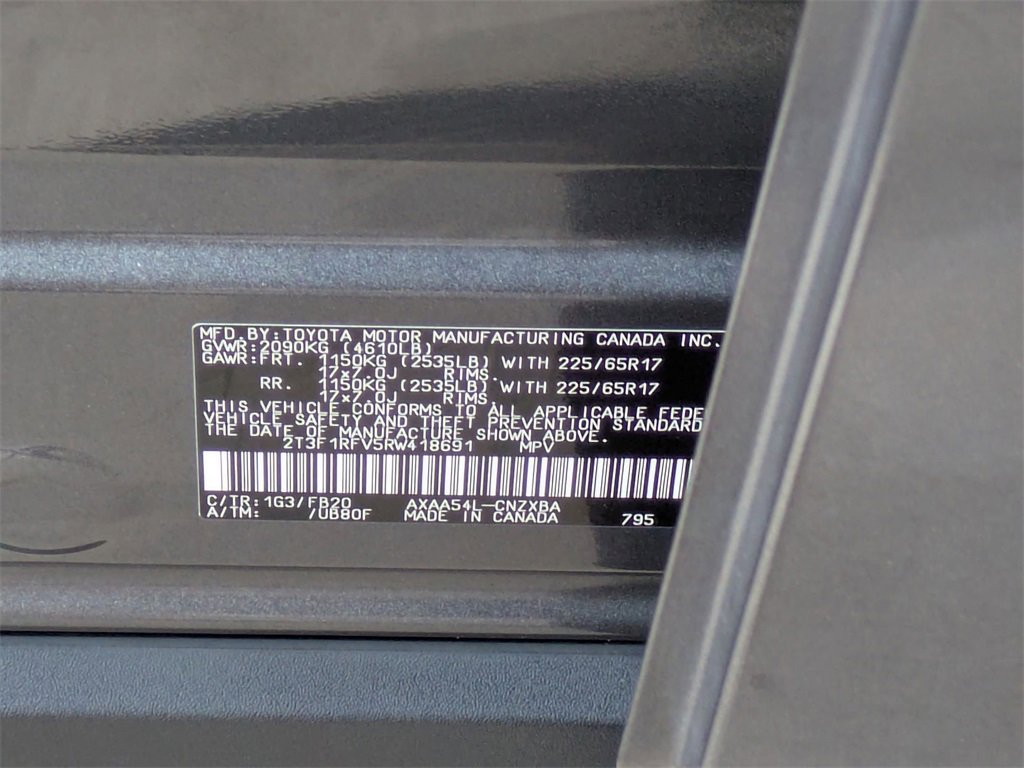 MFD.BY:TOYOTA MOTOR MANUFACTURING CANADA INC.
GVWR:2090KG (4610LB)
GAWR:FRT. 1150KG (2535LB) WITH 225/65R17
17x7.0J RIMS.
RR. 1150KG (2535LB) WITH 225/65R17
17x7.0J RIMS.
THIS VEHICLE CONFORMS TO ALL APPLICABLE FEDE
VEHICLE SAFETY AND THEFT PREVENTION STANDARD
THE DATE OF MANUFACTURE SHOWN ABOVE.
2T3F1RFV5RW418691 MPV
C/TR:1G3/FB20 AXAA54L-CNZXBA
A/TM: /UB80F MADE IN CANADA 795